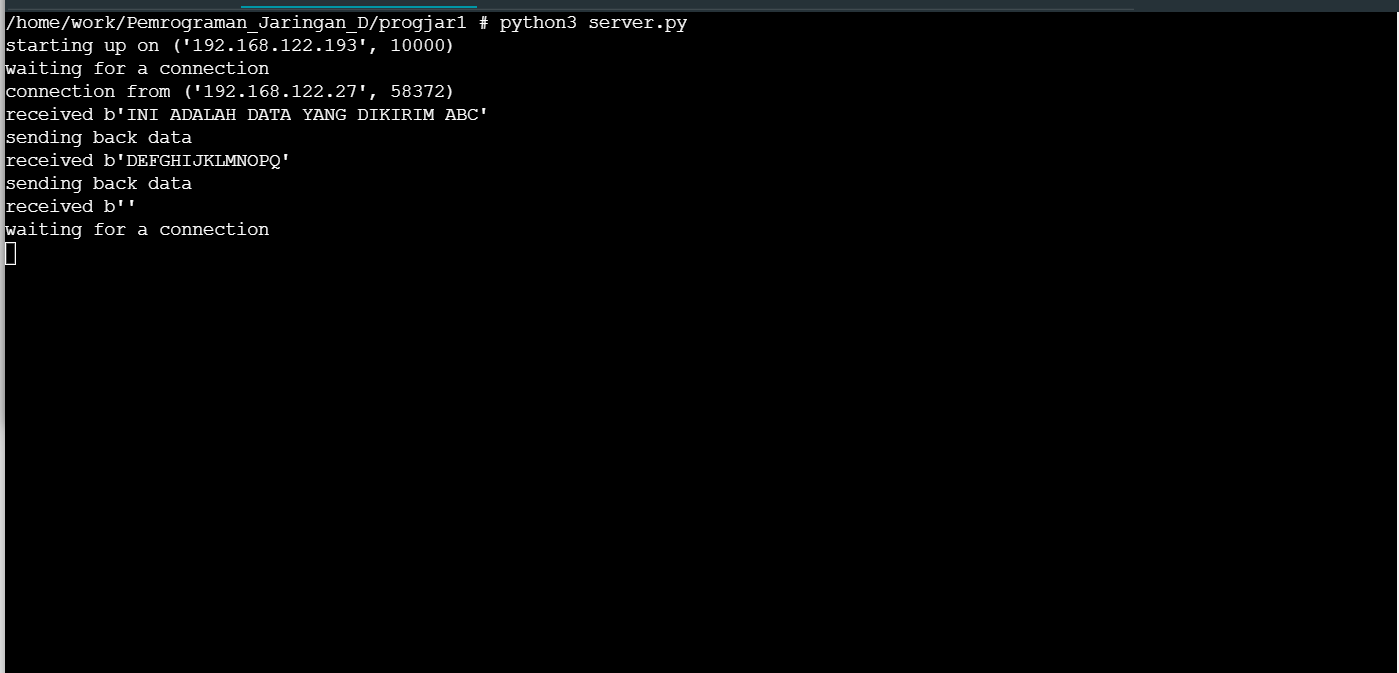 /home/work/Pemrograman_Jaringan_D/progjar1 # python3 server.py
starting up on ('192.168.122.193', 10000)
waiting for a connection
connection from ('192.168.122.27', 58372)
received b'INI ADALAH DATA YANG DIKIRIM ABC'
sending back data
received b'DEFGHIJKLMNOPQ'
sending back data
received b''
waiting for a connection